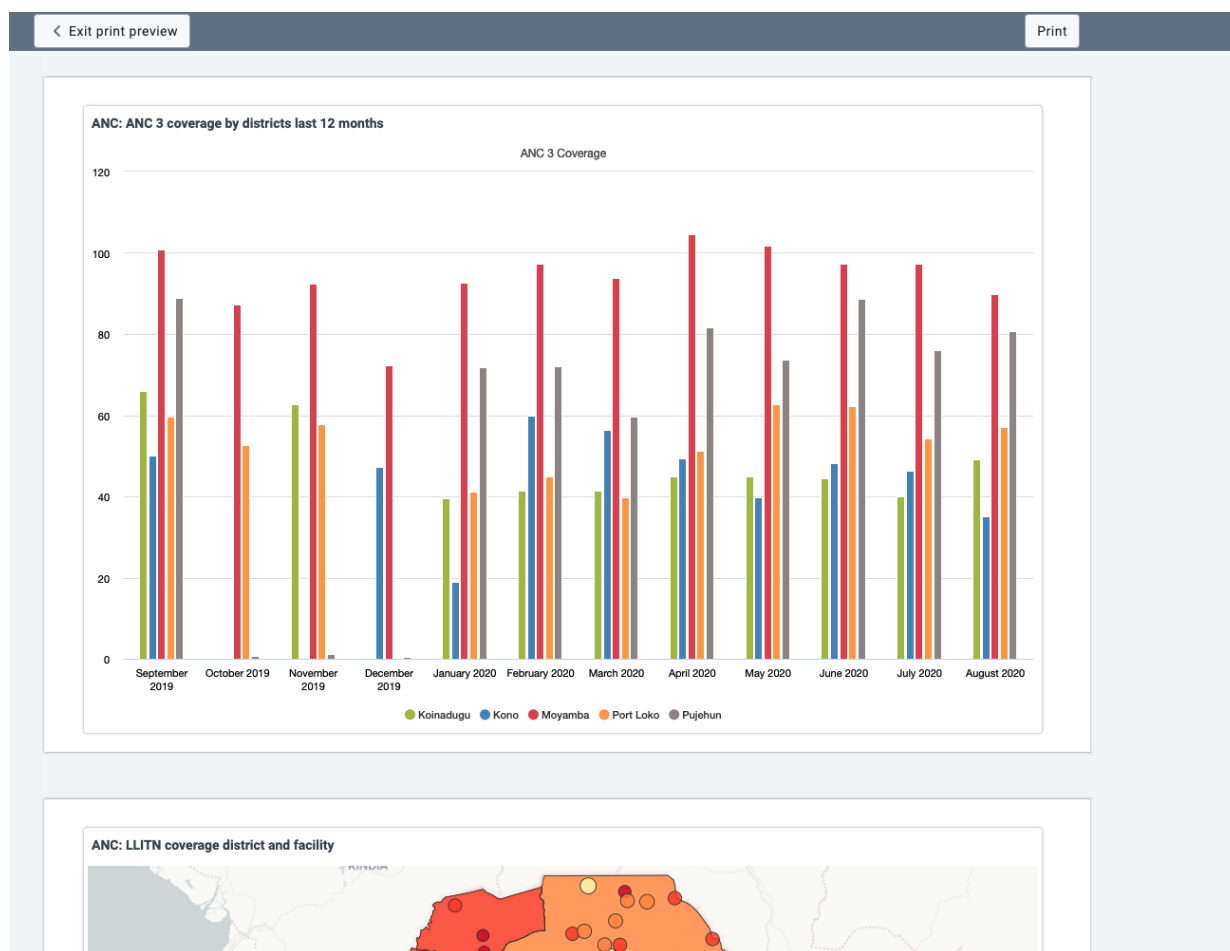 Exit print preview
Print
ANC: ANC 3 coverage by districts last 12 months
ANC 3 Coverage
120
100
80
60
40
20
0
September 2019
October 2019
November 2019
December 2019
January 2020
February 2020
March 2020
April 2020
May 2020
June 2020
July 2020
August 2020
Koinadugu Kono Moyamba Port Loko Pujehun
ANC: LLITN coverage district and facility
KINDIA